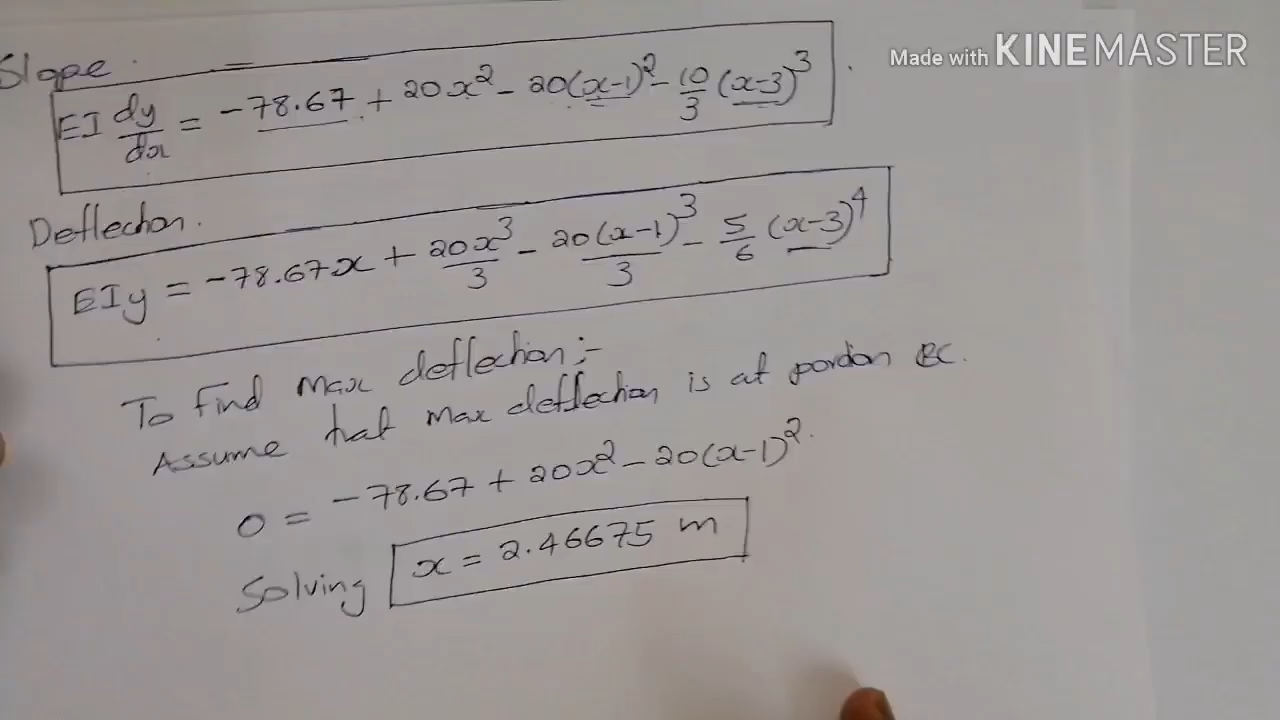 Made with KINEMASTER
Slope.
EI dy/dx = -78.67 + 20x² - 20(x-1)² - 10/3 (x-3)³
Deflection.
EIy = -78.67x + 20x³/3 - 20(x-1)³/3 - 5/6 (x-3)⁴
To find max deflection:-
Assume that max deflection is at portion BC.
0 = -78.67 + 20x² - 20(x-1)².
Solving x = 2.46675 m